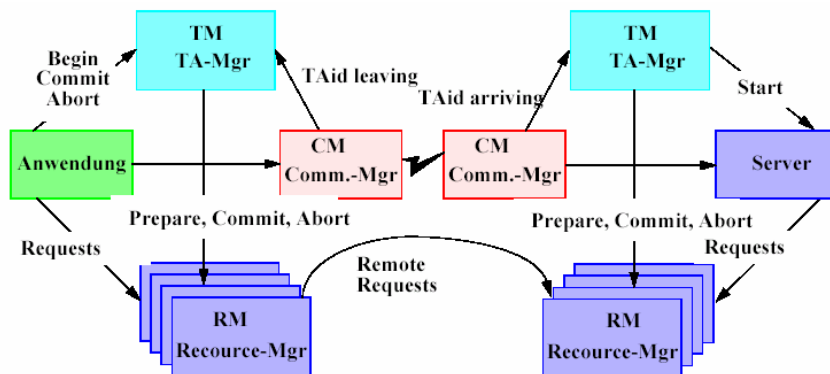 TM
TA-Mgr
TM
TA-Mgr
Begin
Commit
Abort
TAid leaving
TAid arriving
Start
Anwendung
CM
Comm.-Mgr
CM
Comm.-Mgr
Server
Prepare, Commit, Abort
Prepare, Commit, Abort
Requests
Remote
Requests
Requests
RM
Recource-Mgr
RM
Recource-Mgr